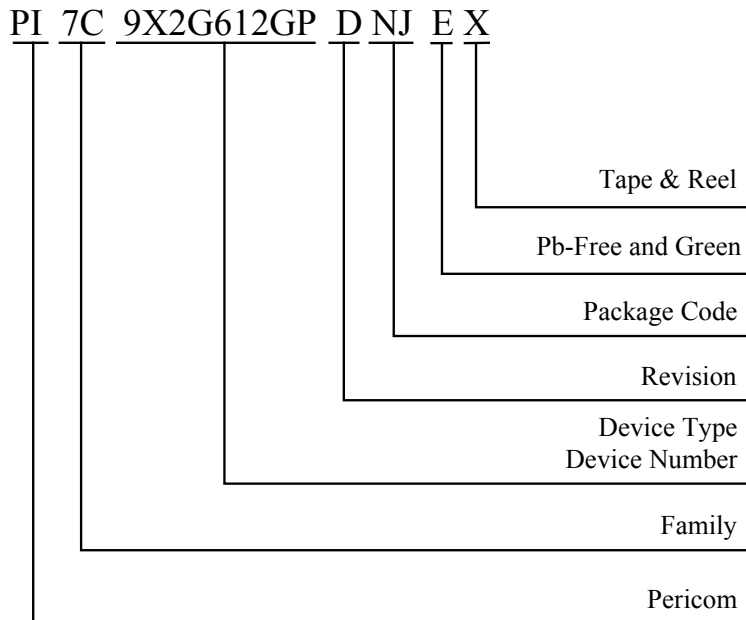 PI 7C 9X2G612GP D NJ E X
Tape & Reel
Pb-Free and Green
Package Code
Revision
Device Type
Device Number
Family
Pericom